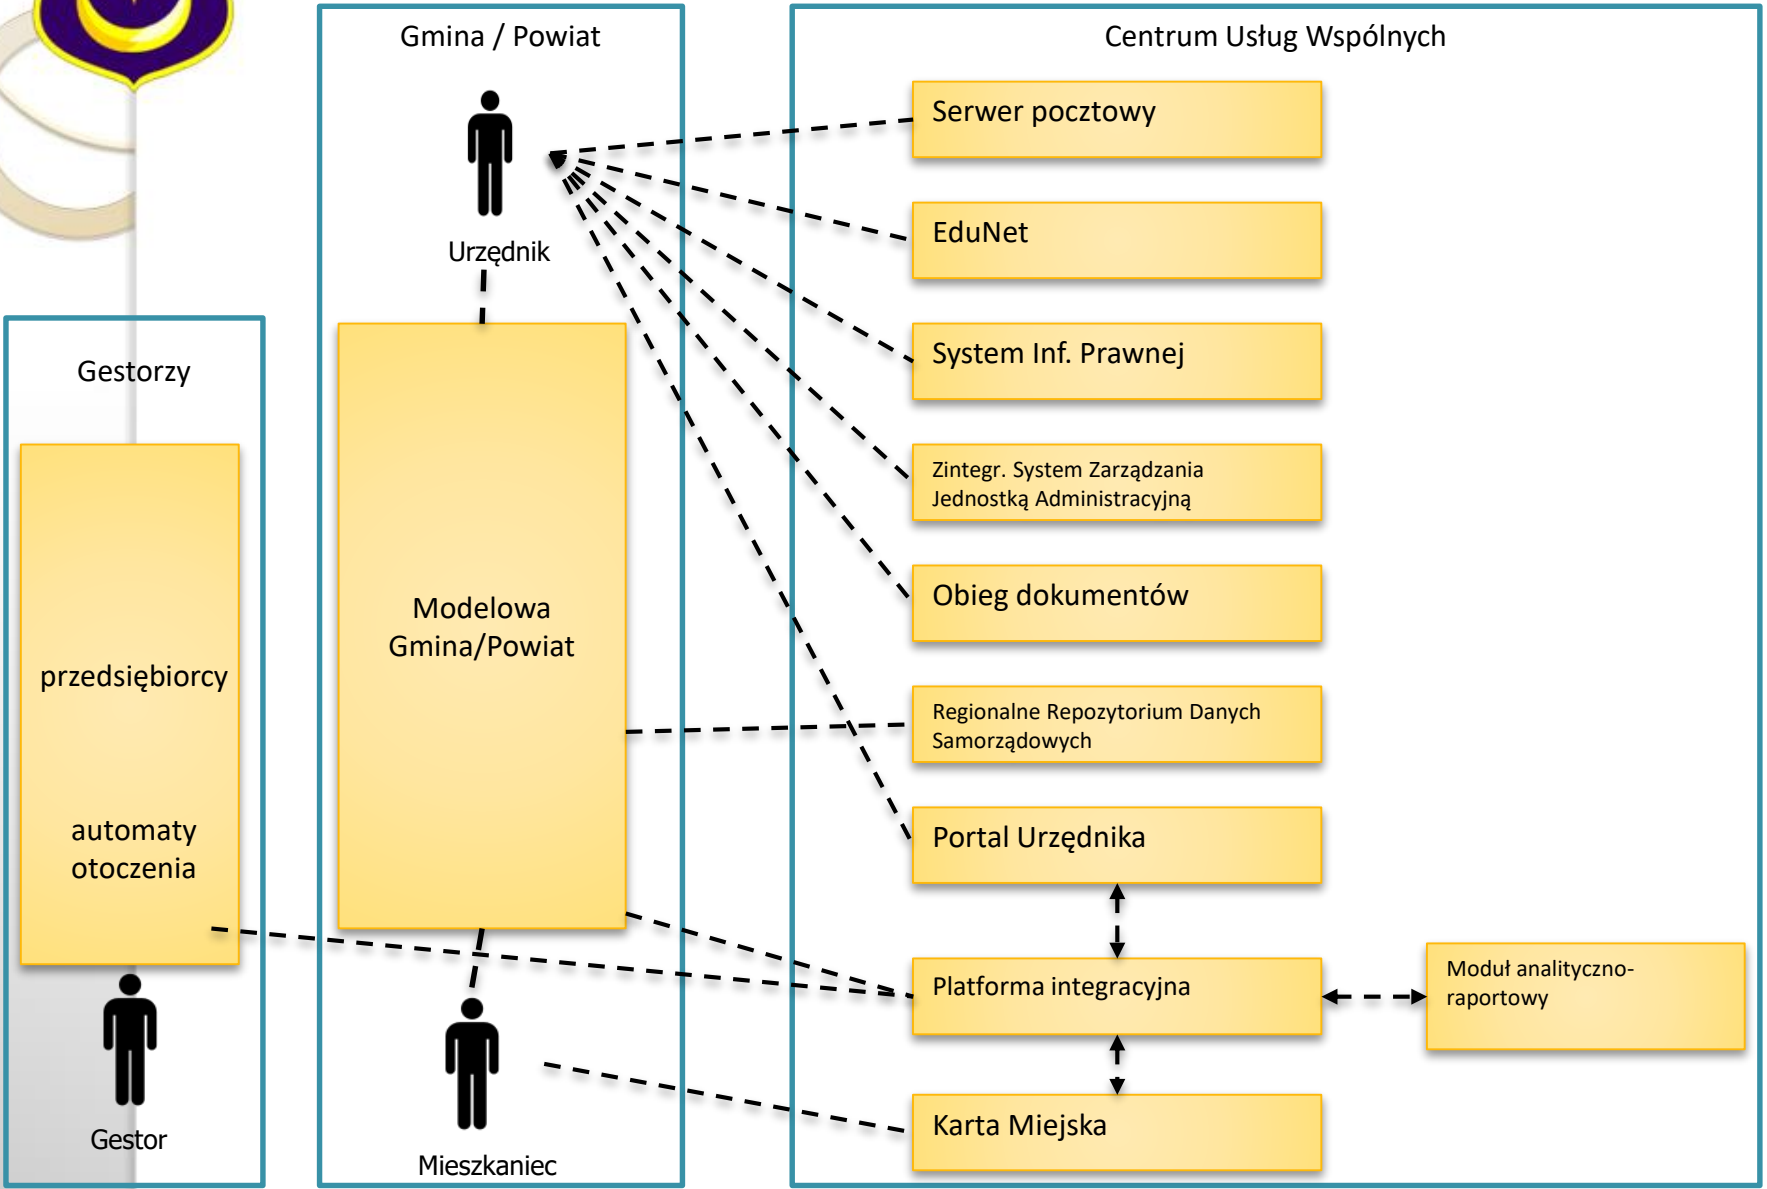 Gmina / Powiat
Centrum Usług Wspólnych
Serwer pocztowy
EduNet
Urzędnik
System Inf. Prawnej
Gestorzy
Zintegr. System Zarządzania
Jednostką Administracyjną
Obieg dokumentów
Modelowa
Gmina/Powiat
przedsiębiorcy
Regionalne Repozytorium Danych
Samorządowych
automaty
otoczenia
Portal Urzędnika
Platforma integracyjna
Moduł analityczno-
raportowy
Karta Miejska
Gestor
Mieszkaniec